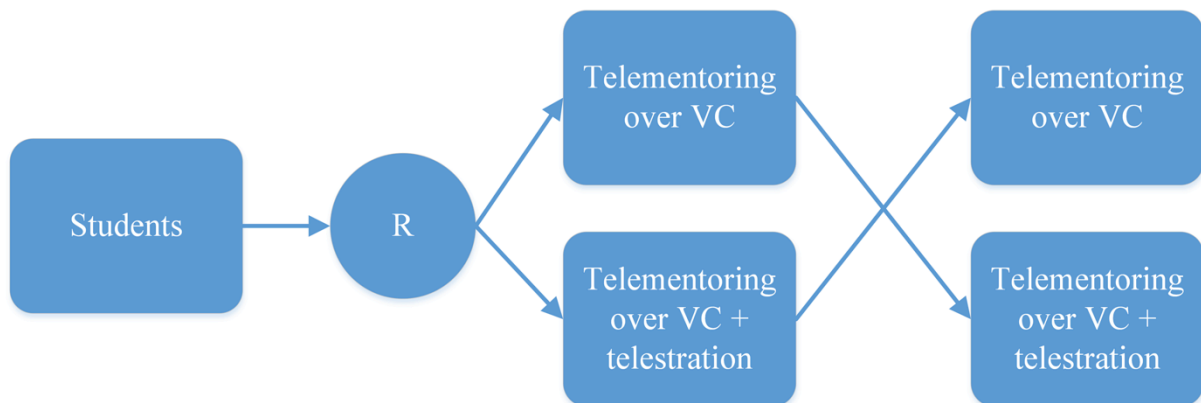 Students
R
Telementoring
over VC
Telementoring
over VC +
telestration
Telementoring
over VC
Telementoring
over VC +
telestration